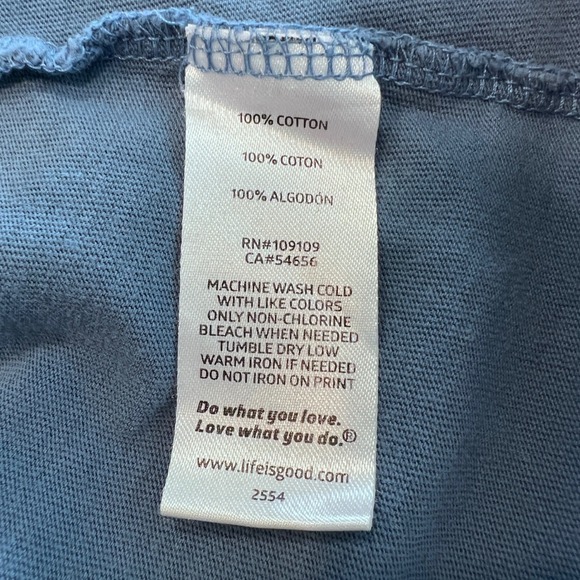 100% COTTON
100% COTON
100% ALGODÓN
RN#109109
CA#54656
MACHINE WASH COLD
WITH LIKE COLORS
ONLY NON-CHLORINE
BLEACH WHEN NEEDED
TUMBLE DRY LOW
WARM IRON IF NEEDED
DO NOT IRON ON PRINT
Do what you love.
Love what you do.®
www.lifeisgood.com
2554